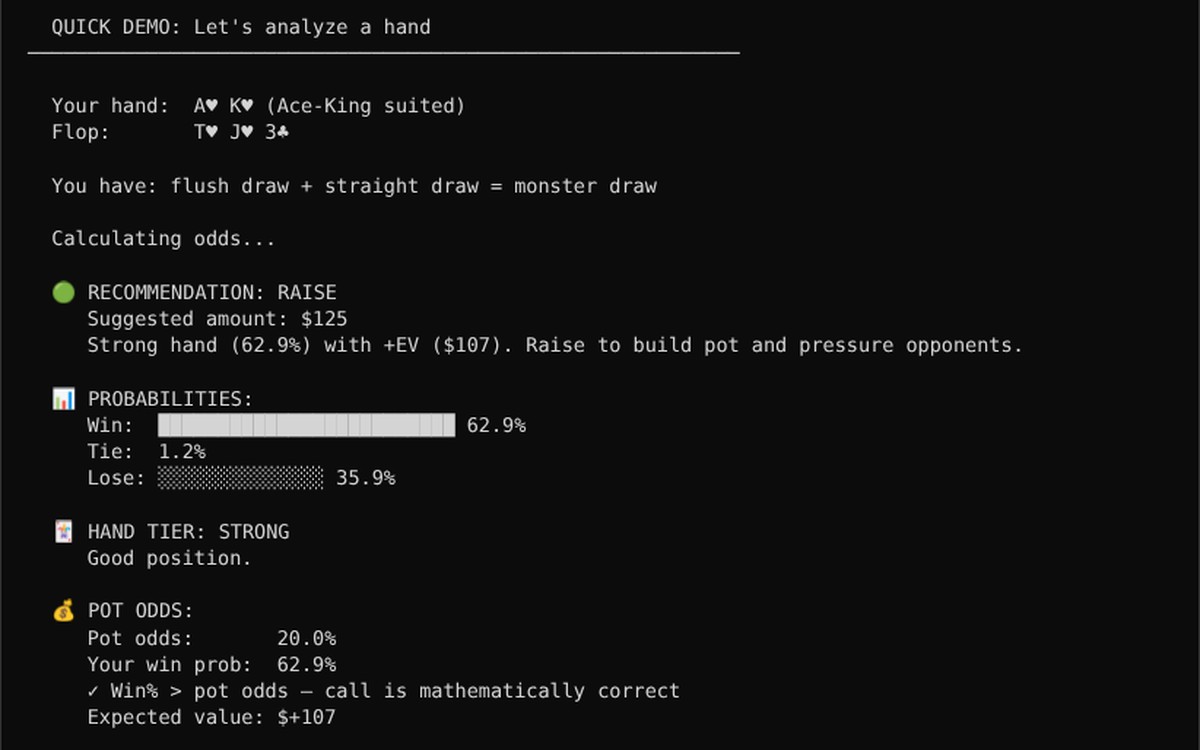 QUICK DEMO: Let's analyze a hand
Your hand:  A♥ K♥ (Ace-King suited)
Flop:       T♥ J♥ 3♣
You have: flush draw + straight draw = monster draw
Calculating odds...
🟢 RECOMMENDATION: RAISE
Suggested amount: $125
Strong hand (62.9%) with +EV ($107). Raise to build pot and pressure opponents.
📊 PROBABILITIES:
Win:  █████████████████████████ 62.9%
Tie:  1.2%
Lose: ░░░░░░░░░░░░░░ 35.9%
🃏 HAND TIER: STRONG
Good position.
💰 POT ODDS:
Pot odds:       20.0%
Your win prob:  62.9%
✓ Win% > pot odds — call is mathematically correct
Expected value: $+107